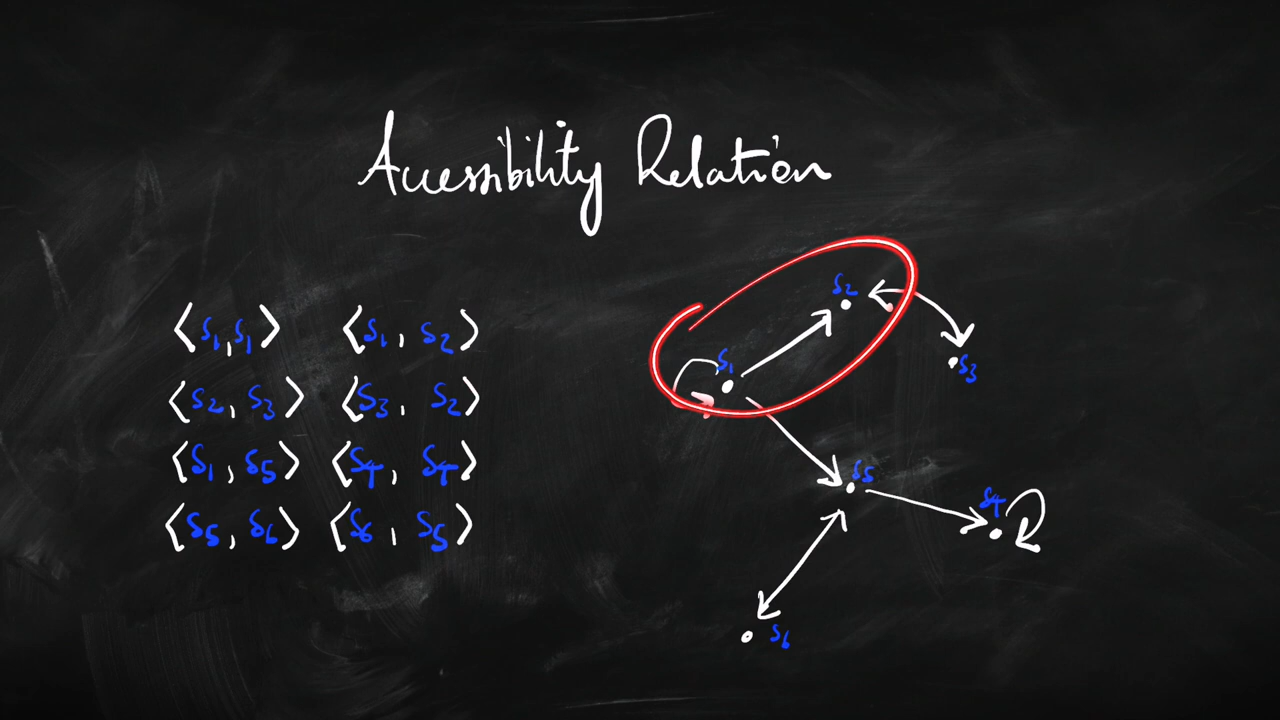 Accessibility Relation
⟨s₁, s₁⟩ ⟨s₁, s₂⟩
⟨s₂, s₃⟩ ⟨s₃, s₂⟩
⟨s₁, s₅⟩ ⟨s₄, s₄⟩
⟨s₅, s₆⟩ ⟨s₆, s₅⟩
s₂
s₁
s₃
s₅
s₄
s₆